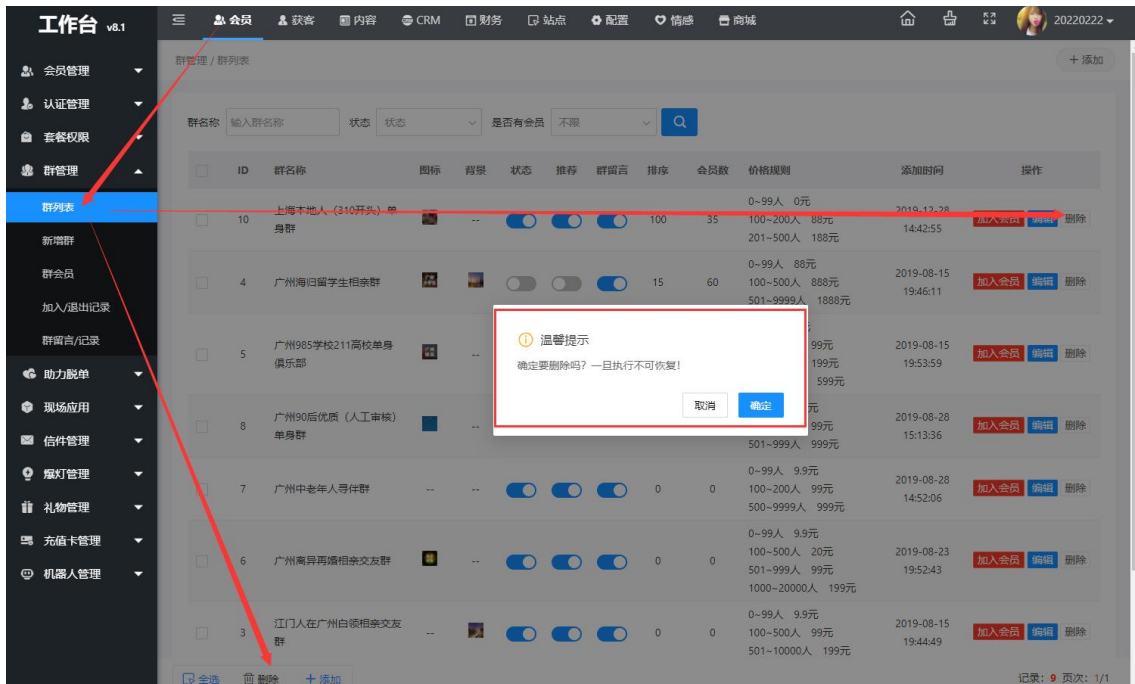 工作台 v8.1
会员 获客 内容 CRM 财务 站点 配置 情感 商城
20220222
群管理 / 群列表
+ 添加
会员管理
认证管理
套餐权限
群管理
群列表
新增群
群会员
加入/退出记录
群留言/记录
助力脱单
现场应用
信件管理
爆灯管理
礼物管理
充值卡管理
机器人管理
群名称 输入群名称 状态 状态 是否有会员 不限
ID 群名称 图标 背景 状态 推荐 群留言 排序 会员数 价格规则 添加时间 操作
10 上海本地人（310开头）单身群 -- 100 35
0~99人 0元
100~200人 88元
201~500人 188元
2019-12-28
14:42:55
加入会员 编辑 删除
4 广州海归留学生相亲群 15 60
0~99人 88元
100~500人 888元
501~9999人 1888元
2019-08-15
19:46:11
加入会员 编辑 删除
5 广州985学校211高校单身俱乐部 --
99元
199元
599元
2019-08-15
19:53:59
加入会员 编辑 删除
8 广州90后优质（人工审核）单身群 --
元
99元
501~999人 999元
2019-08-28
15:13:36
加入会员 编辑 删除
温馨提示
确定要删除吗？一旦执行不可恢复！
取消 确定
7 广州中老年人寻伴群 -- -- 0 0
0~99人 9.9元
100~200人 99元
500~9999人 999元
2019-08-28
14:52:06
加入会员 编辑 删除
6 广州离异再婚相亲交友群 -- 0 0
0~99人 9.9元
100~500人 20元
501~999人 99元
1000~20000人 199元
2019-08-23
19:52:43
加入会员 编辑 删除
3 江门人在广州白领相亲交友群 -- 0 0
0~99人 9.9元
100~500人 99元
501~10000人 199元
2019-08-15
19:44:49
加入会员 编辑 删除
全选 删除 + 添加
记录：9 页次：1/1